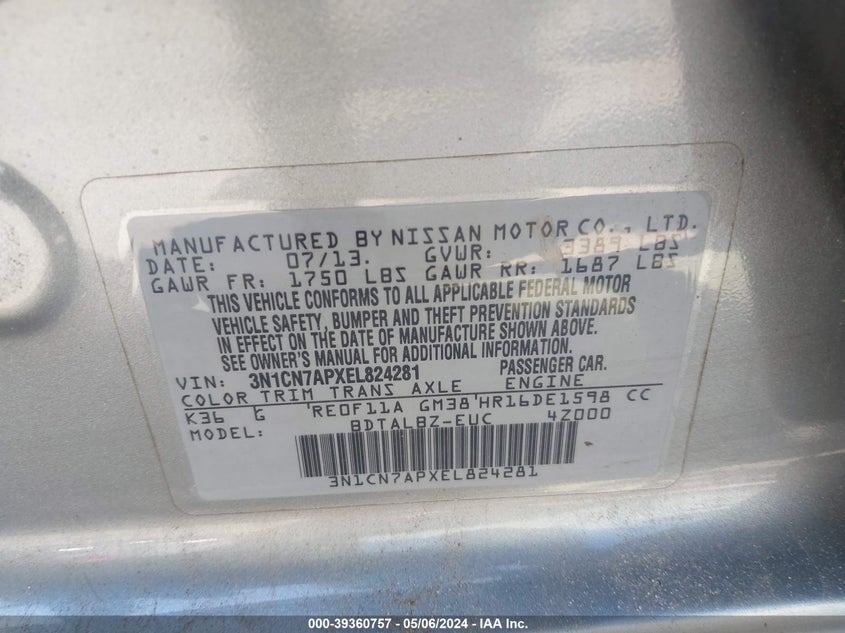 MANUFACTURED BY NISSAN MOTOR CO., LTD.
DATE: 07/13. GVWR: 3389 LBS
GAWR FR: 1750 LBS GAWR RR: 1687 LBS
THIS VEHICLE CONFORMS TO ALL APPLICABLE FEDERAL MOTOR
VEHICLE SAFETY, BUMPER AND THEFT PREVENTION STANDARDS
IN EFFECT ON THE DATE OF MANUFACTURE SHOWN ABOVE.
SEE OWNER'S MANUAL FOR ADDITIONAL INFORMATION.
VIN: 3N1CN7APXEL824281 PASSENGER CAR.
COLOR TRIM TRANS AXLE ENGINE
K36 G 'RE0F11A GM38'HR16DE1598 CC
MODEL: BDTALBZ-EUC 4Z000
3N1CN7APXEL824281
000-39360757 - 05/06/2024 - IAA Inc.